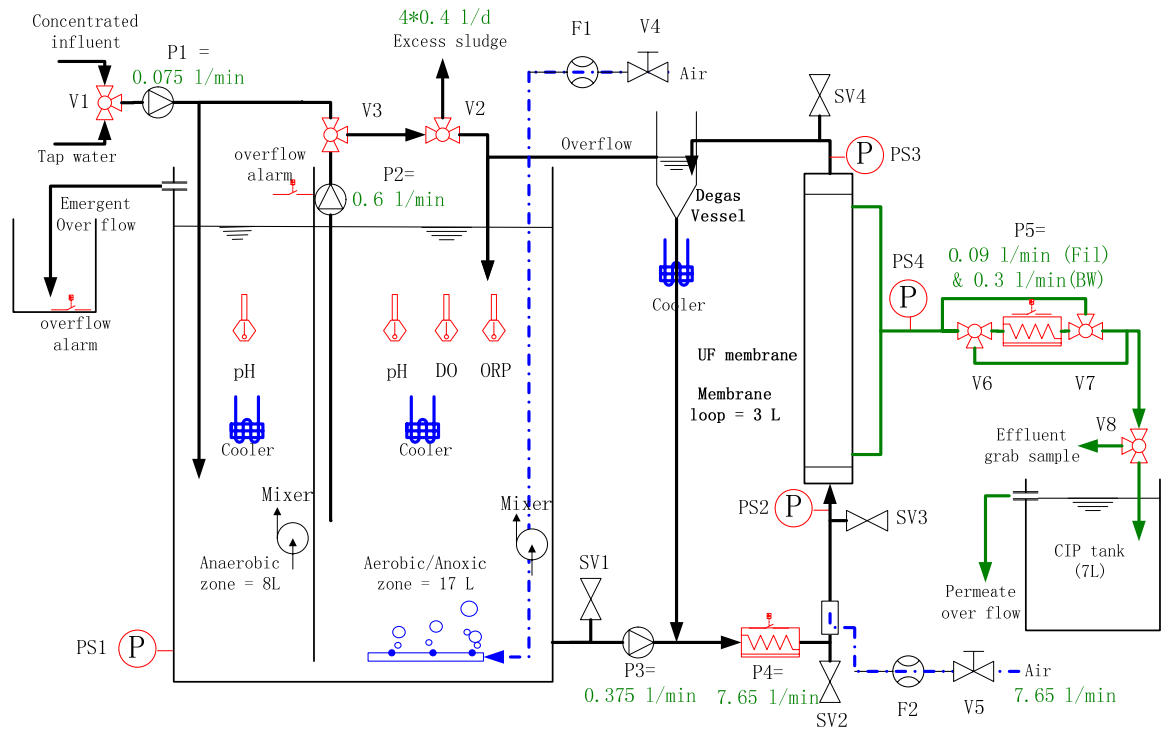 Concentrated
influent
P1 =
0.075 l/min
V1
Tap water
4*0.4 l/d
Excess sludge
V3
V2
F1
V4
Air
SV4
overflow
alarm
P2=
0.6 l/min
Overflow
P
PS3
Emergent
Over flow
overflow
alarm
Degas
Vessel
Cooler
PS4
P
P5=
0.09 l/min (Fil)
& 0.3 l/min(BW)
V6
V7
pH
pH
DO
ORP
UF membrane
Membrane
loop = 3 L
Cooler
Cooler
V8
Effluent
grab sample
Mixer
Mixer
PS2
P
SV3
Anaerobic
zone = 8L
Aerobic/Anoxic
zone = 17 L
SV1
CIP tank
(7L)
Permeate
over flow
PS1
P
P3=
0.375 l/min
P4=
7.65 l/min
SV2
F2
V5
Air
7.65 l/min